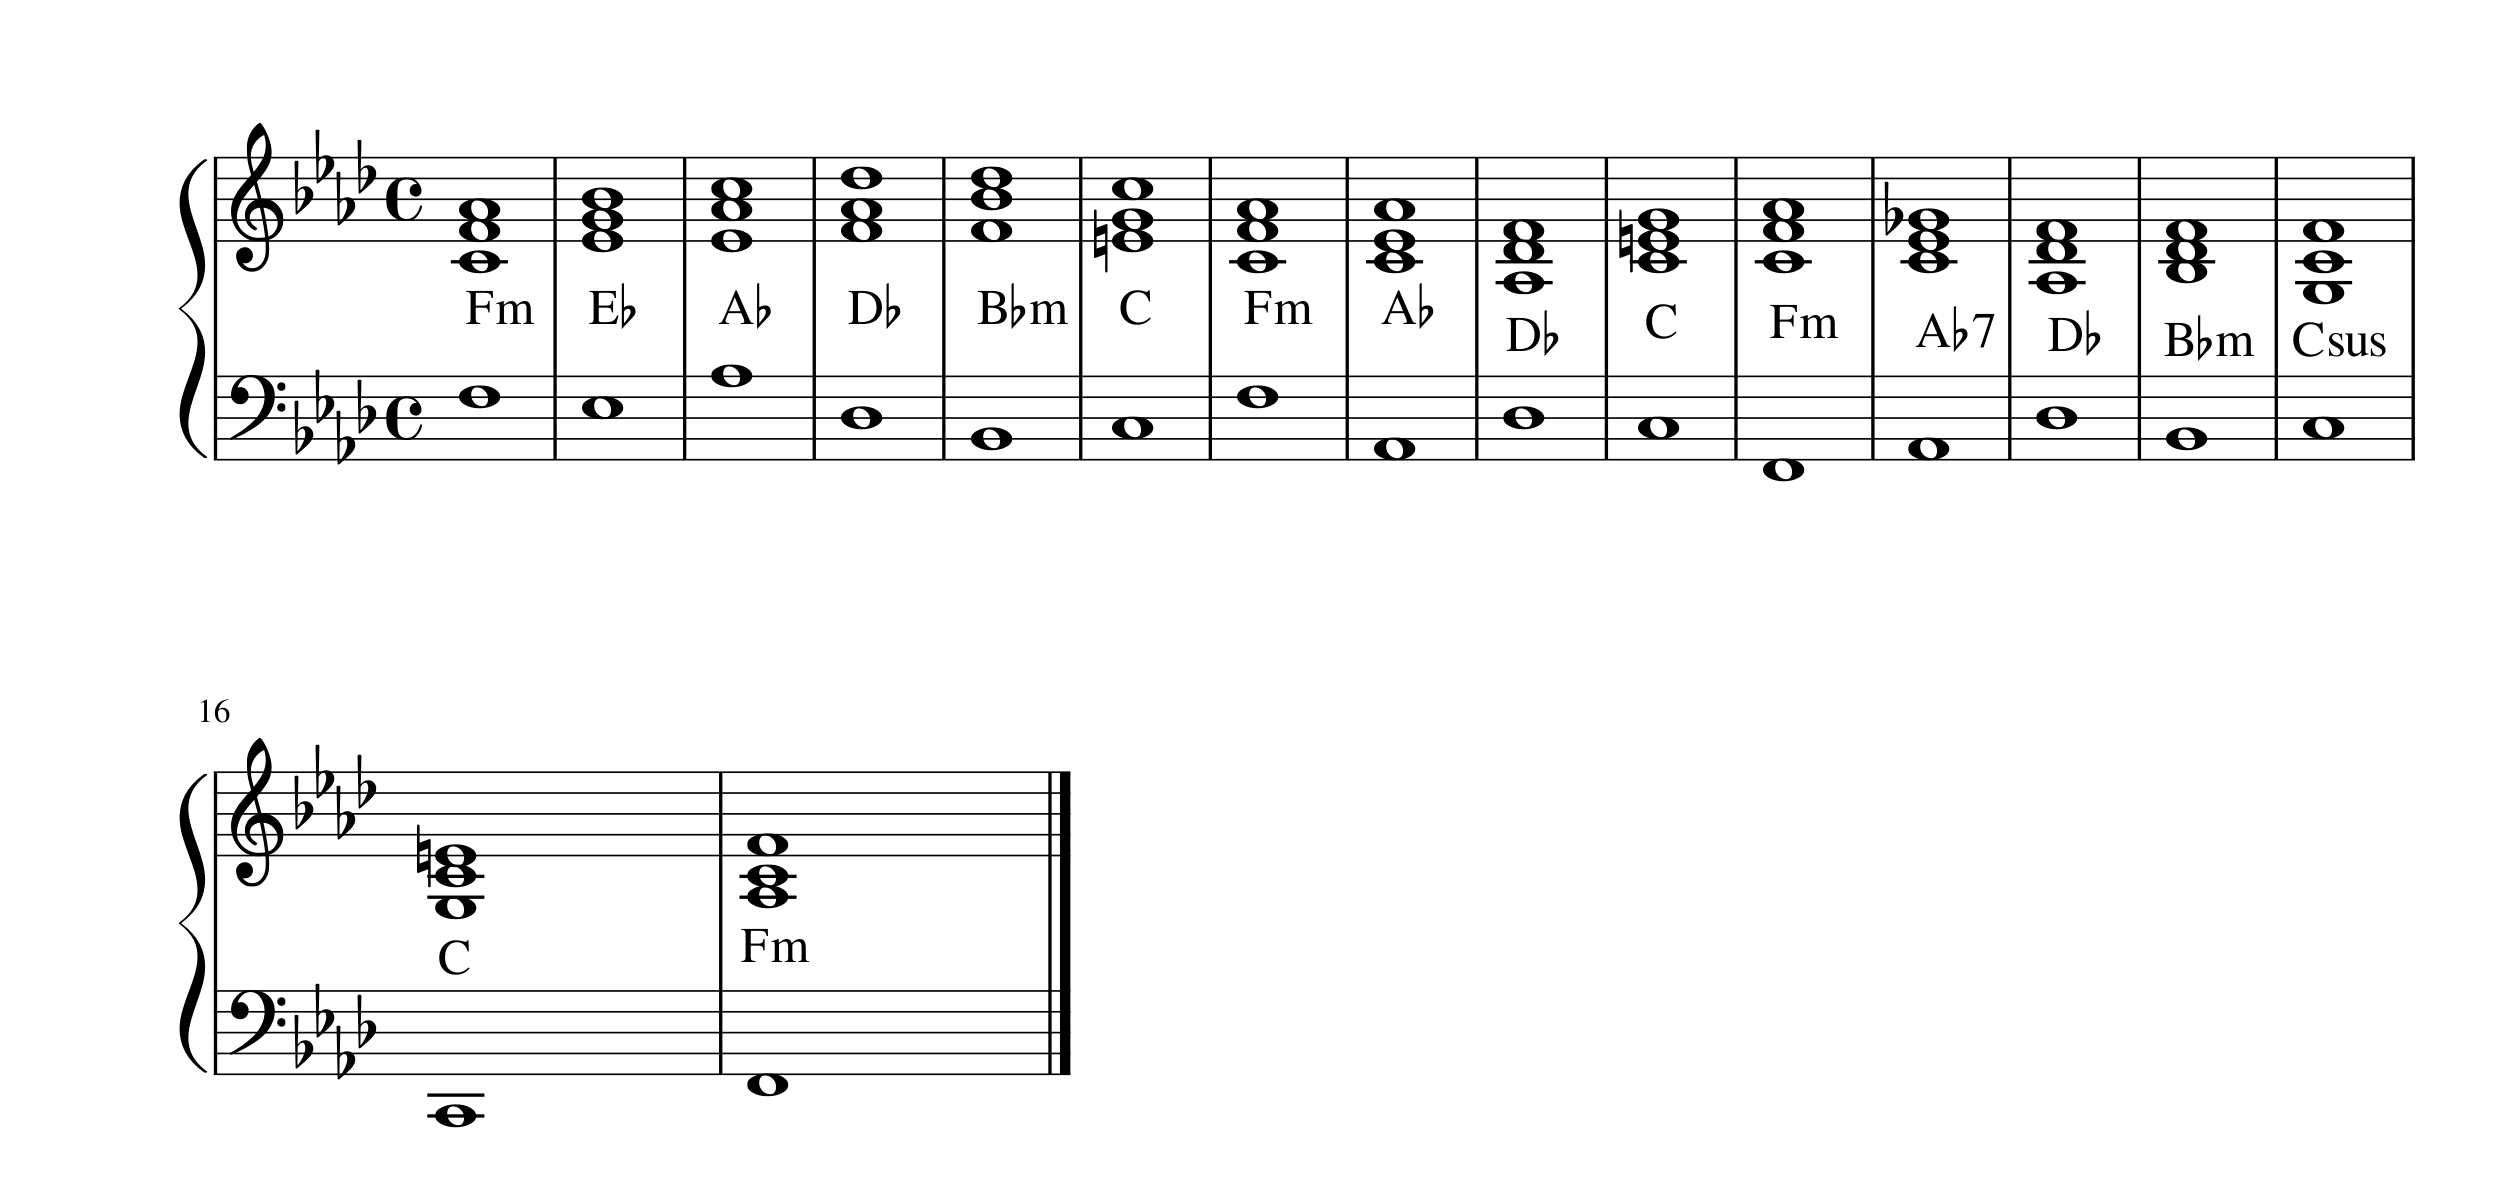 Fm E♭ A♭ D♭ B♭m C Fm A♭ D♭ C Fm A♭7 D♭ B♭m Csus
16
C Fm